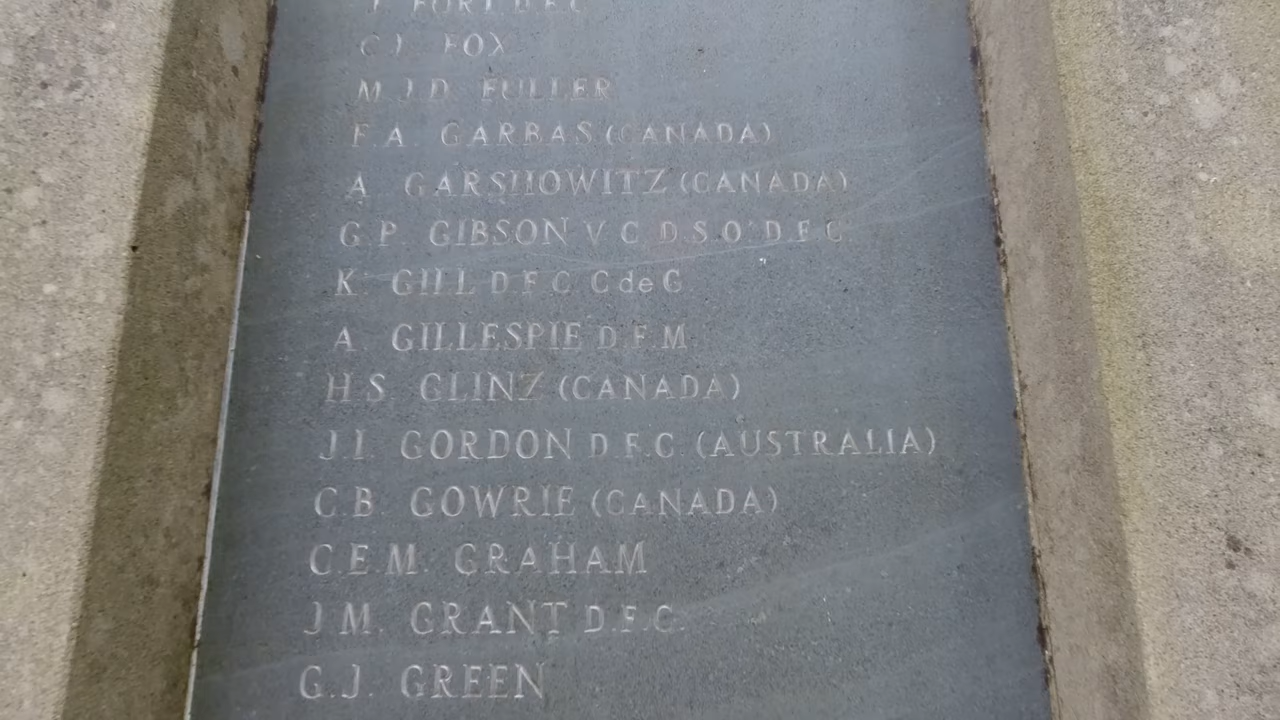 FORT D.F.C
C.J. FOX
M.J.D. FULLER
F.A. GARBAS (CANADA)
A. GARSHOWITZ (CANADA)
G.P. GIBSON V.C. D.S.O* D.F.C*
K. GILL D.F.C. C de G.
A. GILLESPIE D.F.M.
H.S. GLINZ (CANADA)
J.I. GORDON D.F.C. (AUSTRALIA)
C.B. GOWRIE (CANADA)
C.E.M. GRAHAM
J.M. GRANT D.F.C.
G.J. GREEN